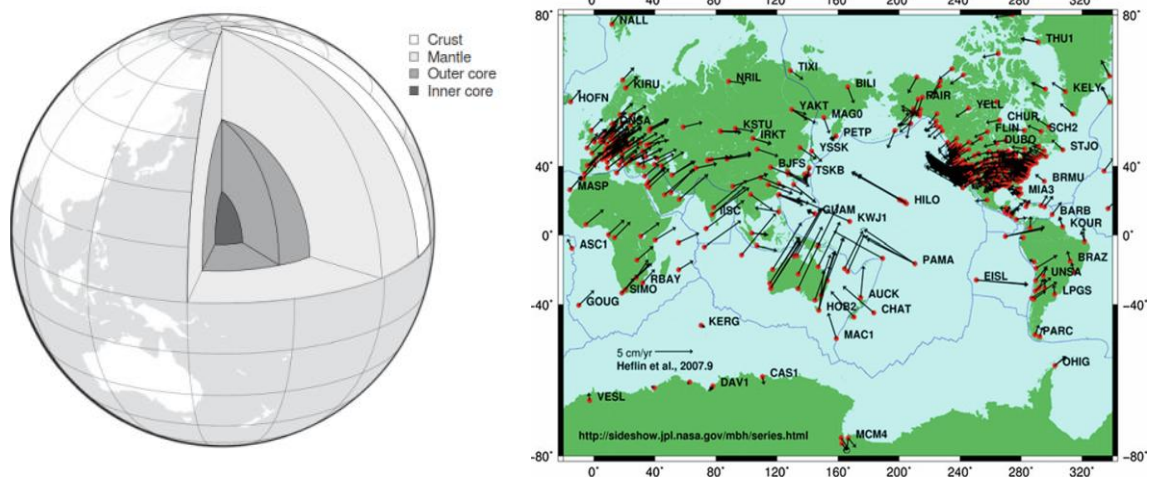 Crust
Mantle
Outer core
Inner core
0° 40° 80° 120° 160° 200° 240° 280° 320°
80° 80°
NALL
THU1
TIXI
NRIL
BILI
KIRU
HOFN
KELY
FAIR
YELL
YAKT
MAG0
CHUR
ONSA
KSTU
PETP
FLIN
SCH2
IRKT
YSSK
DUBO
STJO
40° 40°
BJFS
TSKB
MASP
BRMU
MIA3
HILO
IISC
GUAM
KWJ1
BARB
KOUR
0° 0°
ASC1
PAMA
BRAZ
EISL
UNSA
RBAY
SIMO
LPGS
AUCK
GOUG
HOB2
CHAT
-40° -40°
KERG
MAC1
PARC
5 cm/yr
Heflin et al., 2007.9
OHIG
CAS1
DAV1
VESL
MCM4
http://sideshow.jpl.nasa.gov/mbh/series.html
-80° -80°
0° 40° 80° 120° 160° 200° 240° 280° 320°